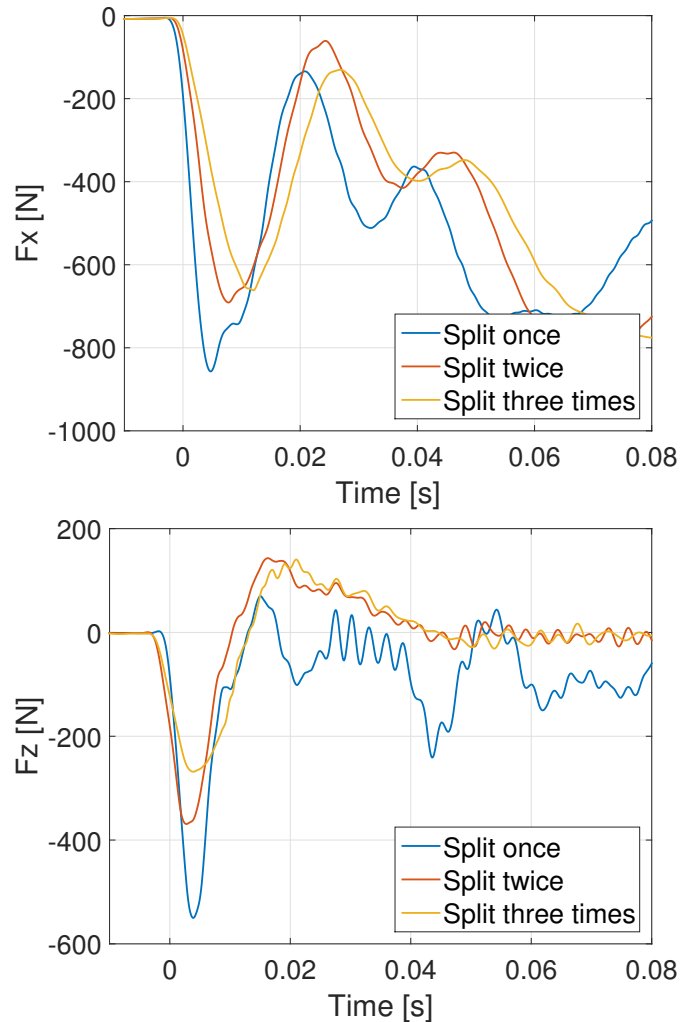 0
-200
-400
-600
-800
-1000
Fx [N]
Split once
Split twice
Split three times
0 0.02 0.04 0.06 0.08
Time [s]
200
0
-200
-400
-600
Fz [N]
Split once
Split twice
Split three times
0 0.02 0.04 0.06 0.08
Time [s]